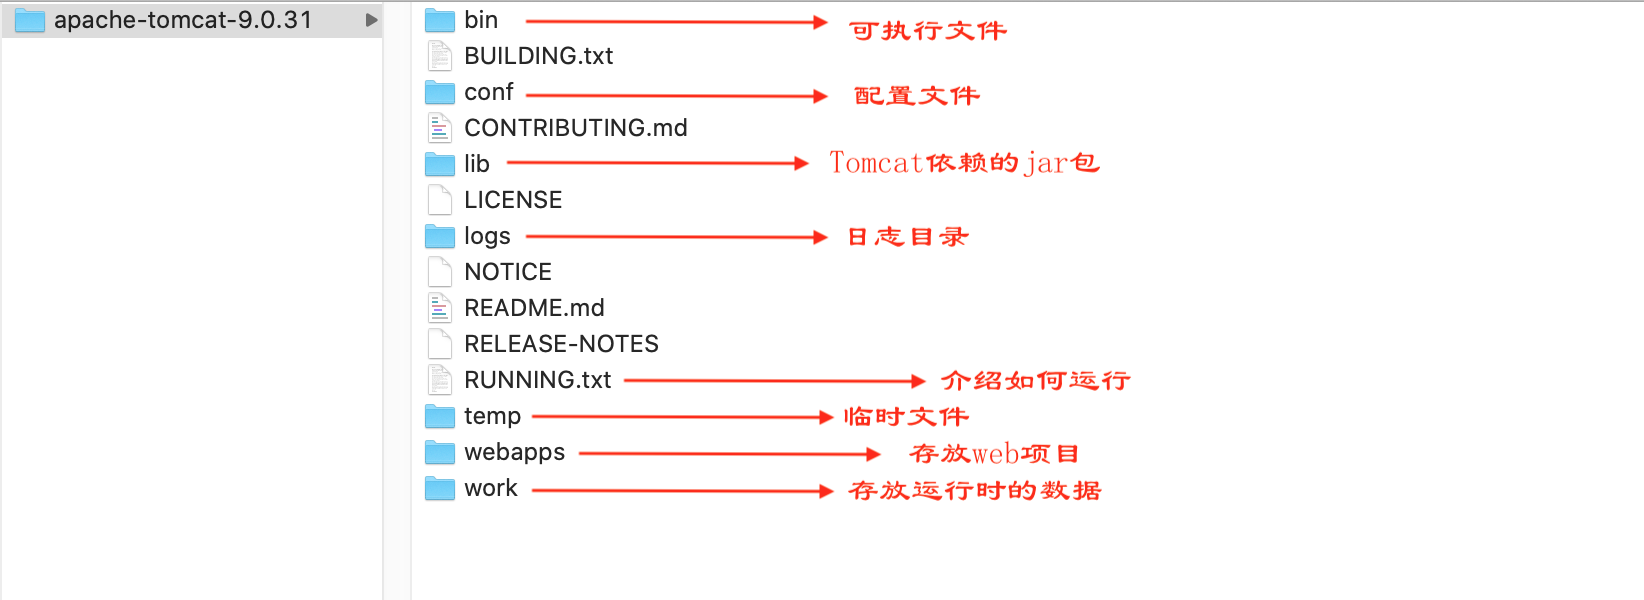 apache-tomcat-9.0.31
bin 可执行文件
BUILDING.txt
conf 配置文件
CONTRIBUTING.md
lib Tomcat依赖的jar包
LICENSE
logs 日志目录
NOTICE
README.md
RELEASE-NOTES
RUNNING.txt 介绍如何运行
temp 临时文件
webapps 存放web项目
work 存放运行时的数据